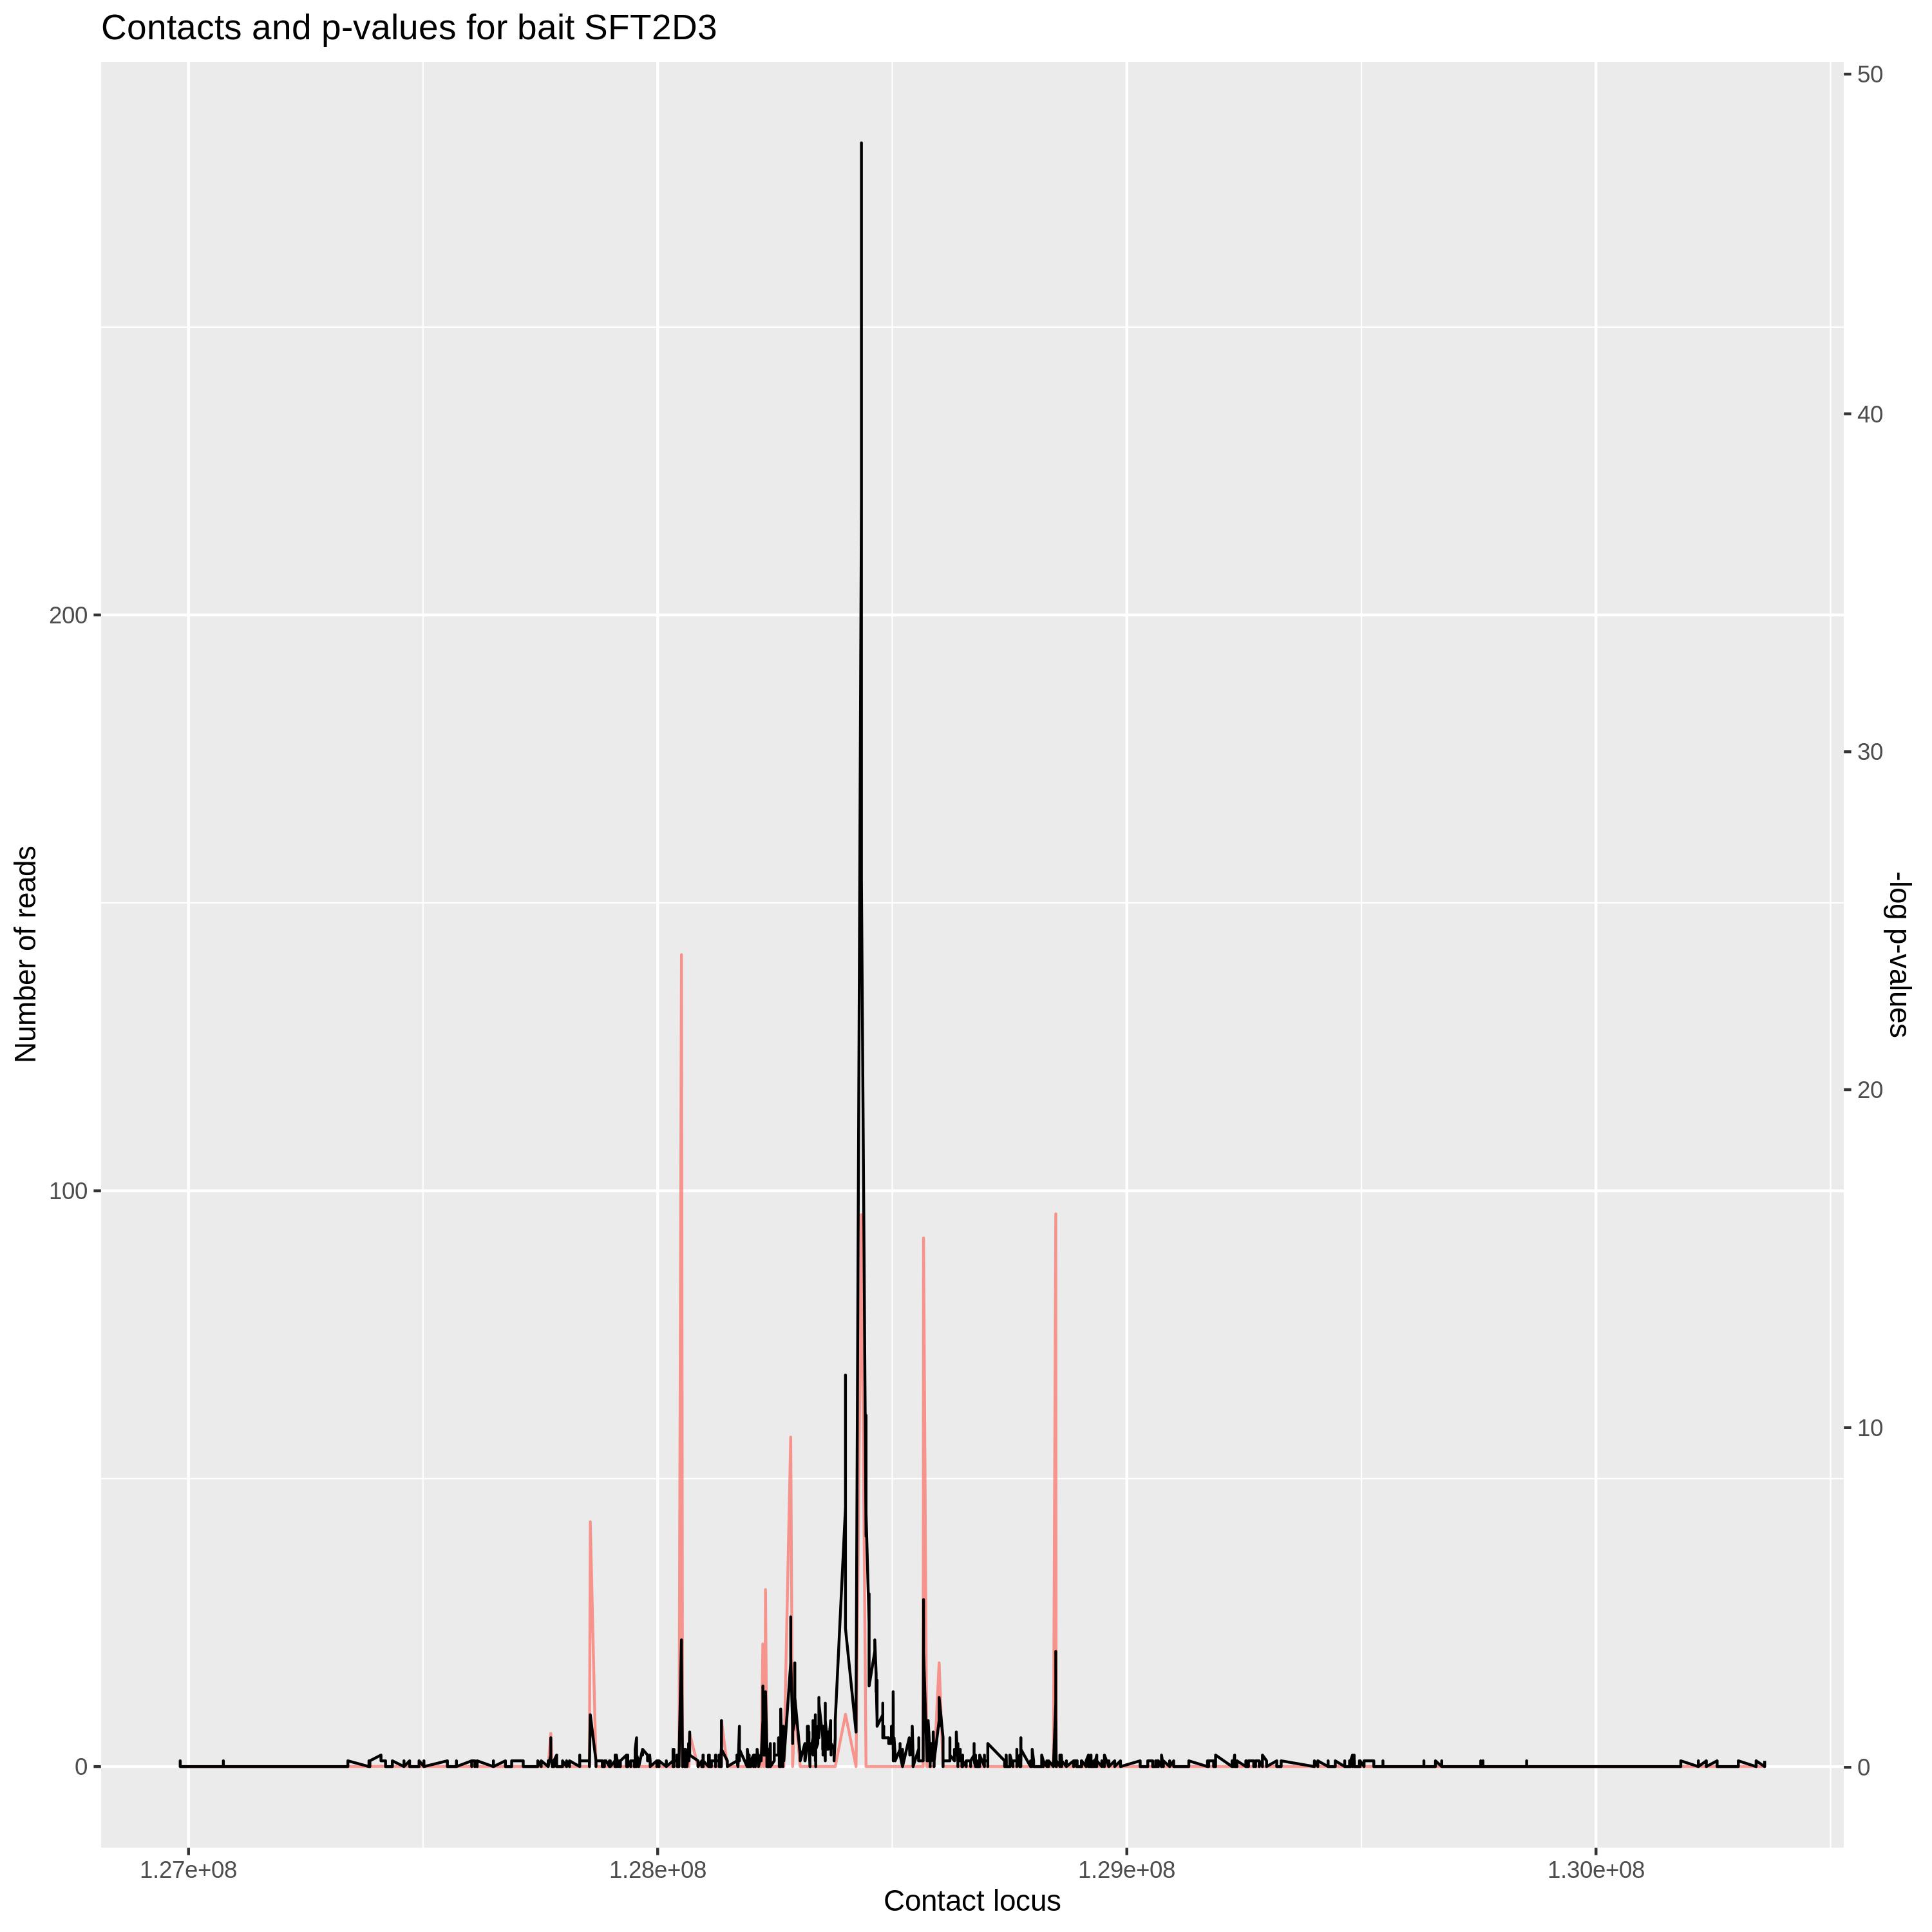 Contacts and p-values for bait SFT2D3
50
40
200
30
Number of reads
-log p-values
20
100
10
0
0
1.27e+08
1.28e+08
1.29e+08
1.30e+08
Contact locus